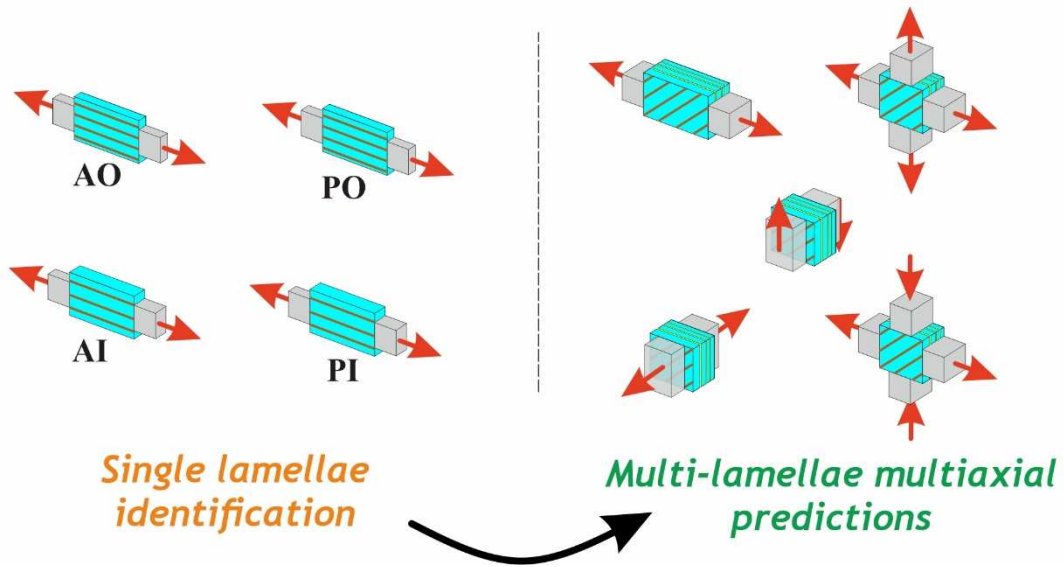 AO
PO
AI
PI
Single lamellae
identification
Multi-lamellae multiaxial
predictions